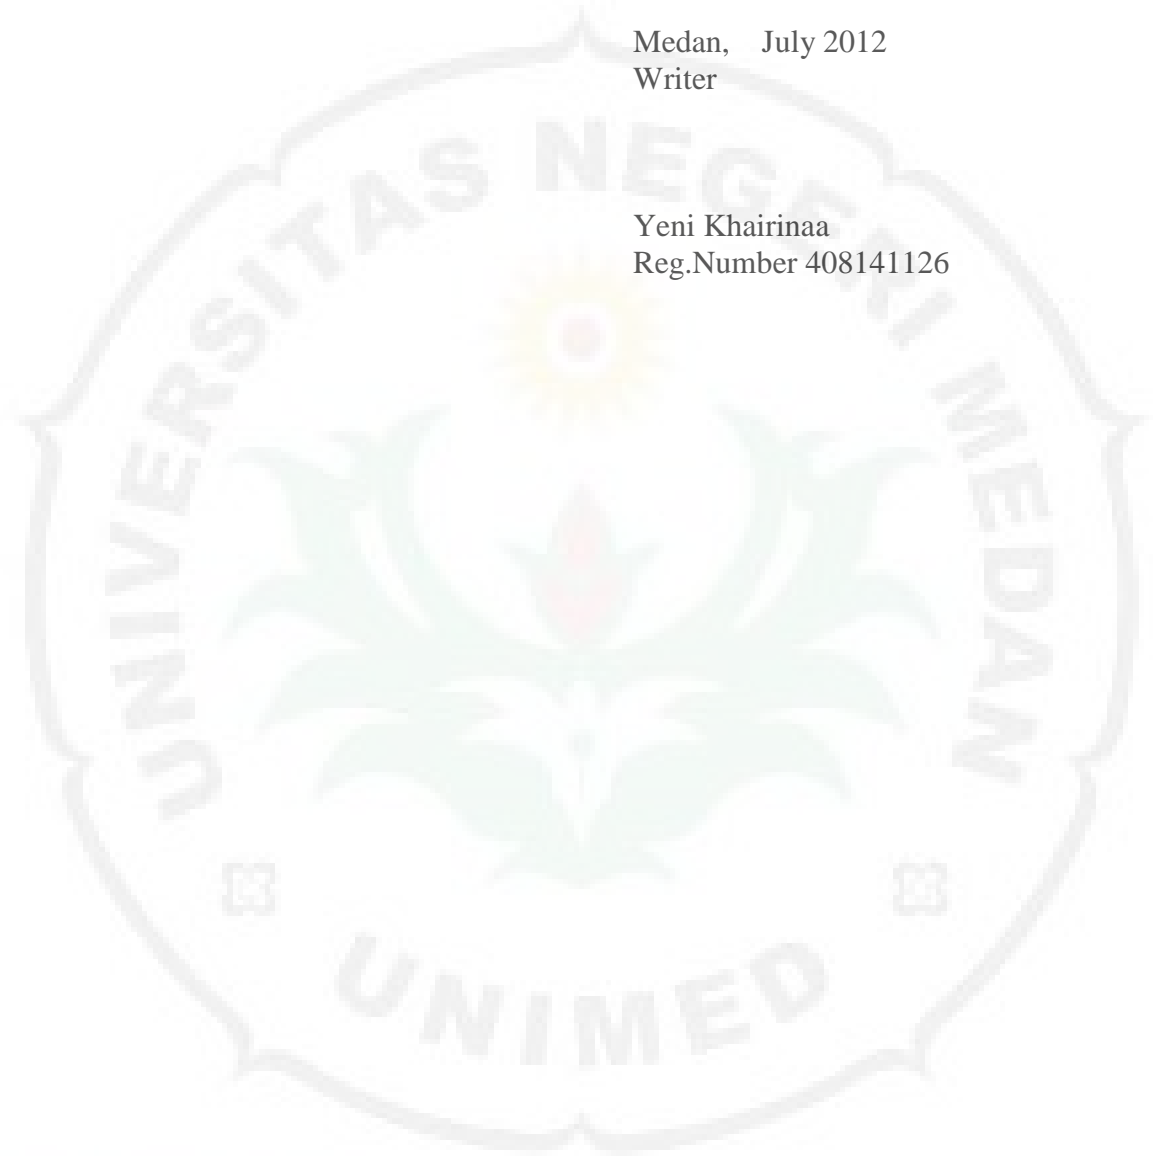 Medan, July 2012
Writer
Yeni Khairinaa
Reg.Number 408141126
UNIVERSITAS NEGERI MEDAN
UNIMED